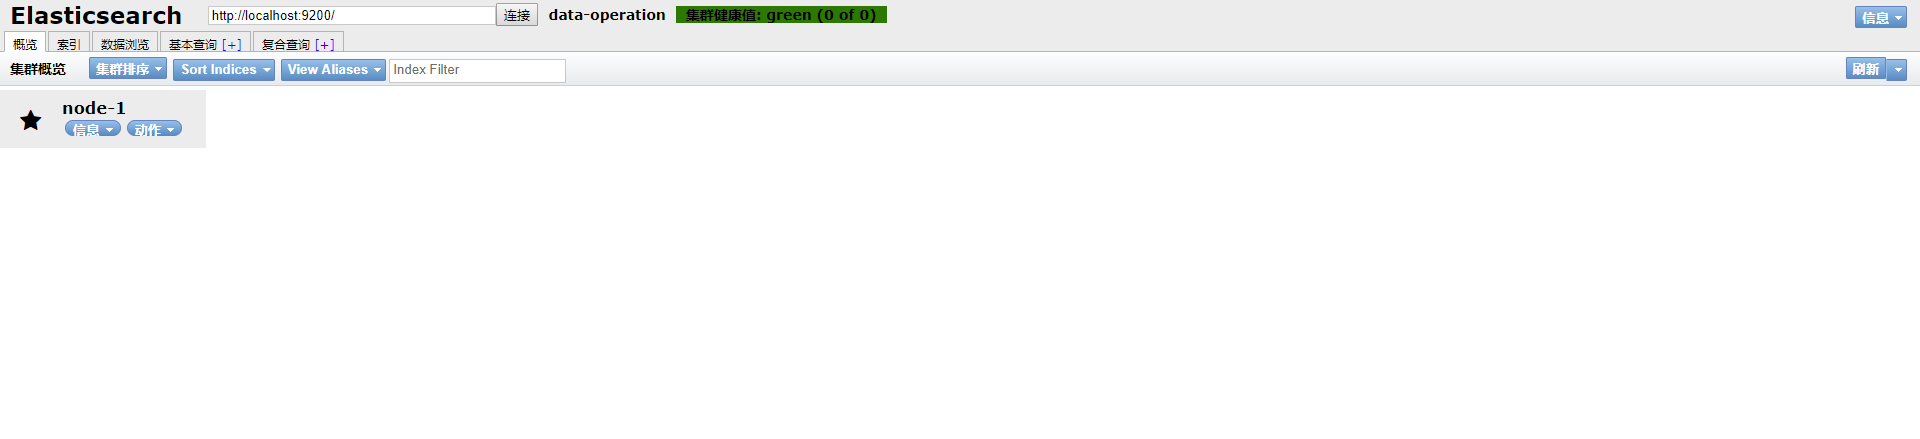 Elasticsearch http://localhost:9200/ 连接 data-operation 集群健康值: green (0 of 0) 信息
概览 索引 数据浏览 基本查询 [+] 复合查询 [+]
集群概览 集群排序 Sort Indices View Aliases Index Filter 刷新
node-1
信息 动作